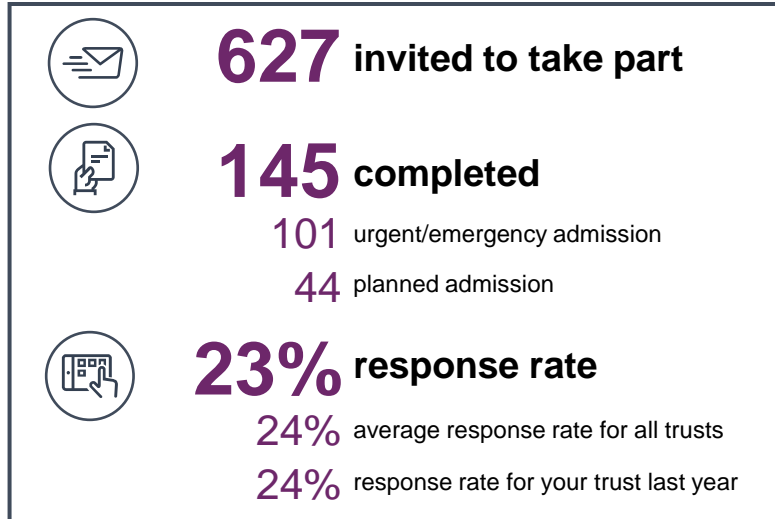 627 invited to take part
145 completed
101 urgent/emergency admission
44 planned admission
23% response rate
24% average response rate for all trusts
24% response rate for your trust last year